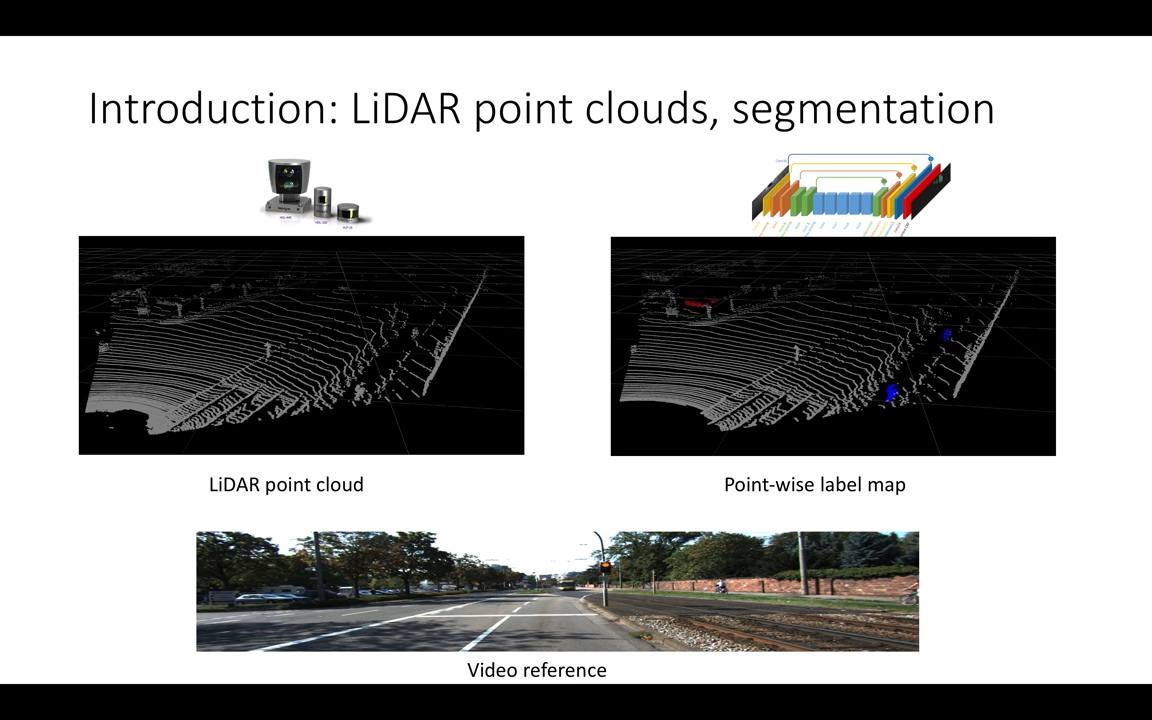 Introduction: LiDAR point clouds, segmentation
LiDAR point cloud
Point-wise label map
Video reference